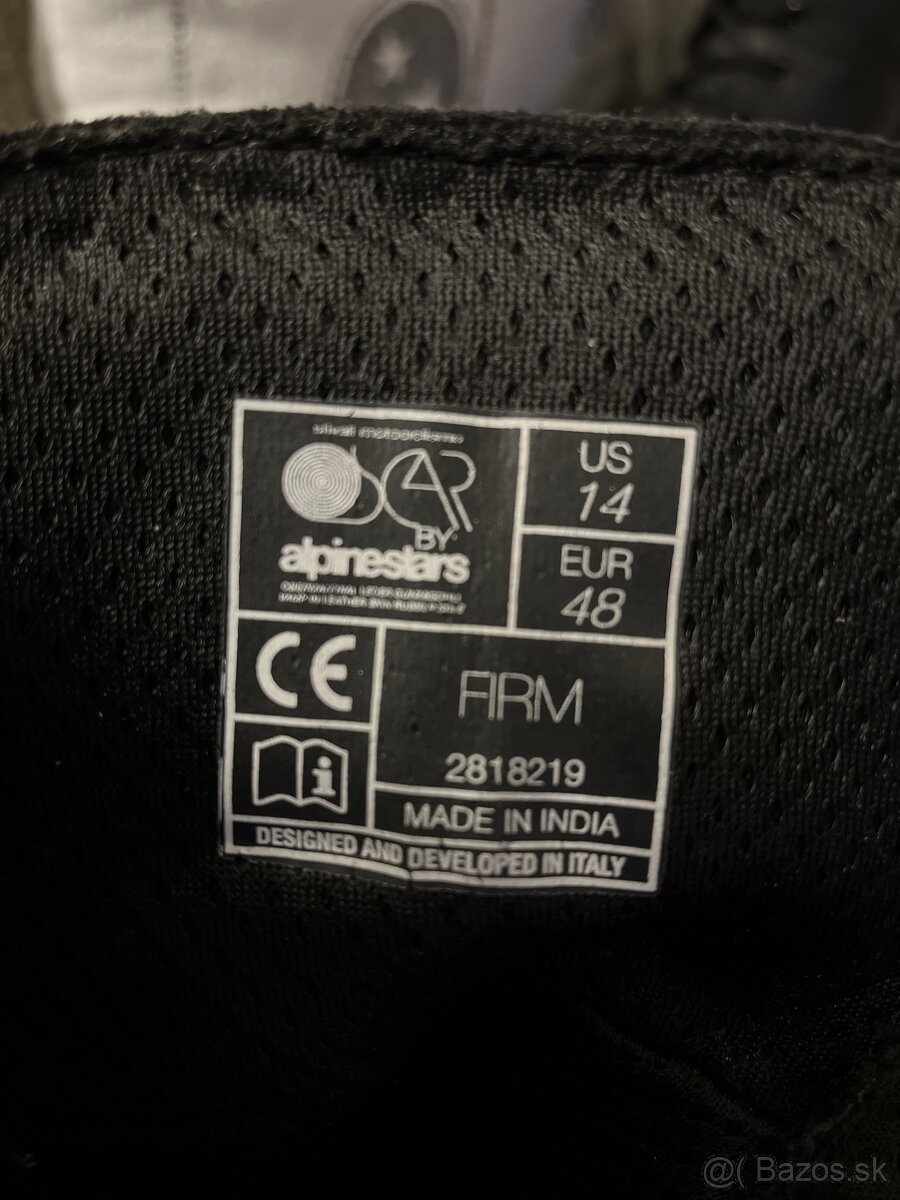 OSCAR
BY
alpinestars
US
14
EUR
48
CE
FIRM
2818219
MADE IN INDIA
DESIGNED AND DEVELOPED IN ITALY
@( Bazos.sk